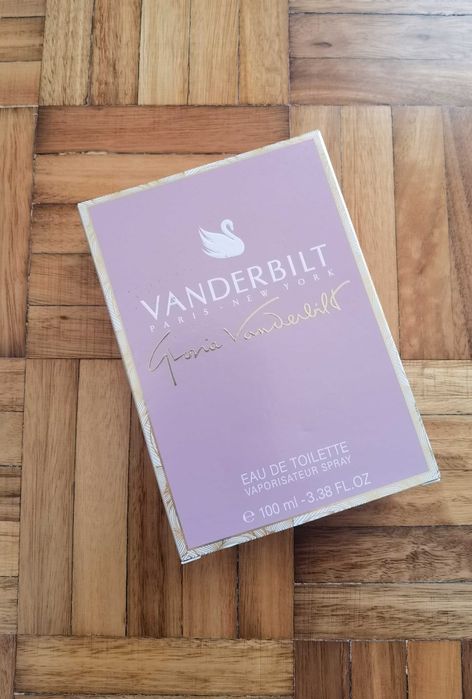 VANDERBILT
PARIS - NEW YORK
Gloria Vanderbilt
EAU DE TOILETTE
VAPORISATEUR SPRAY
℮ 100 ml - 3.38 FL.OZ